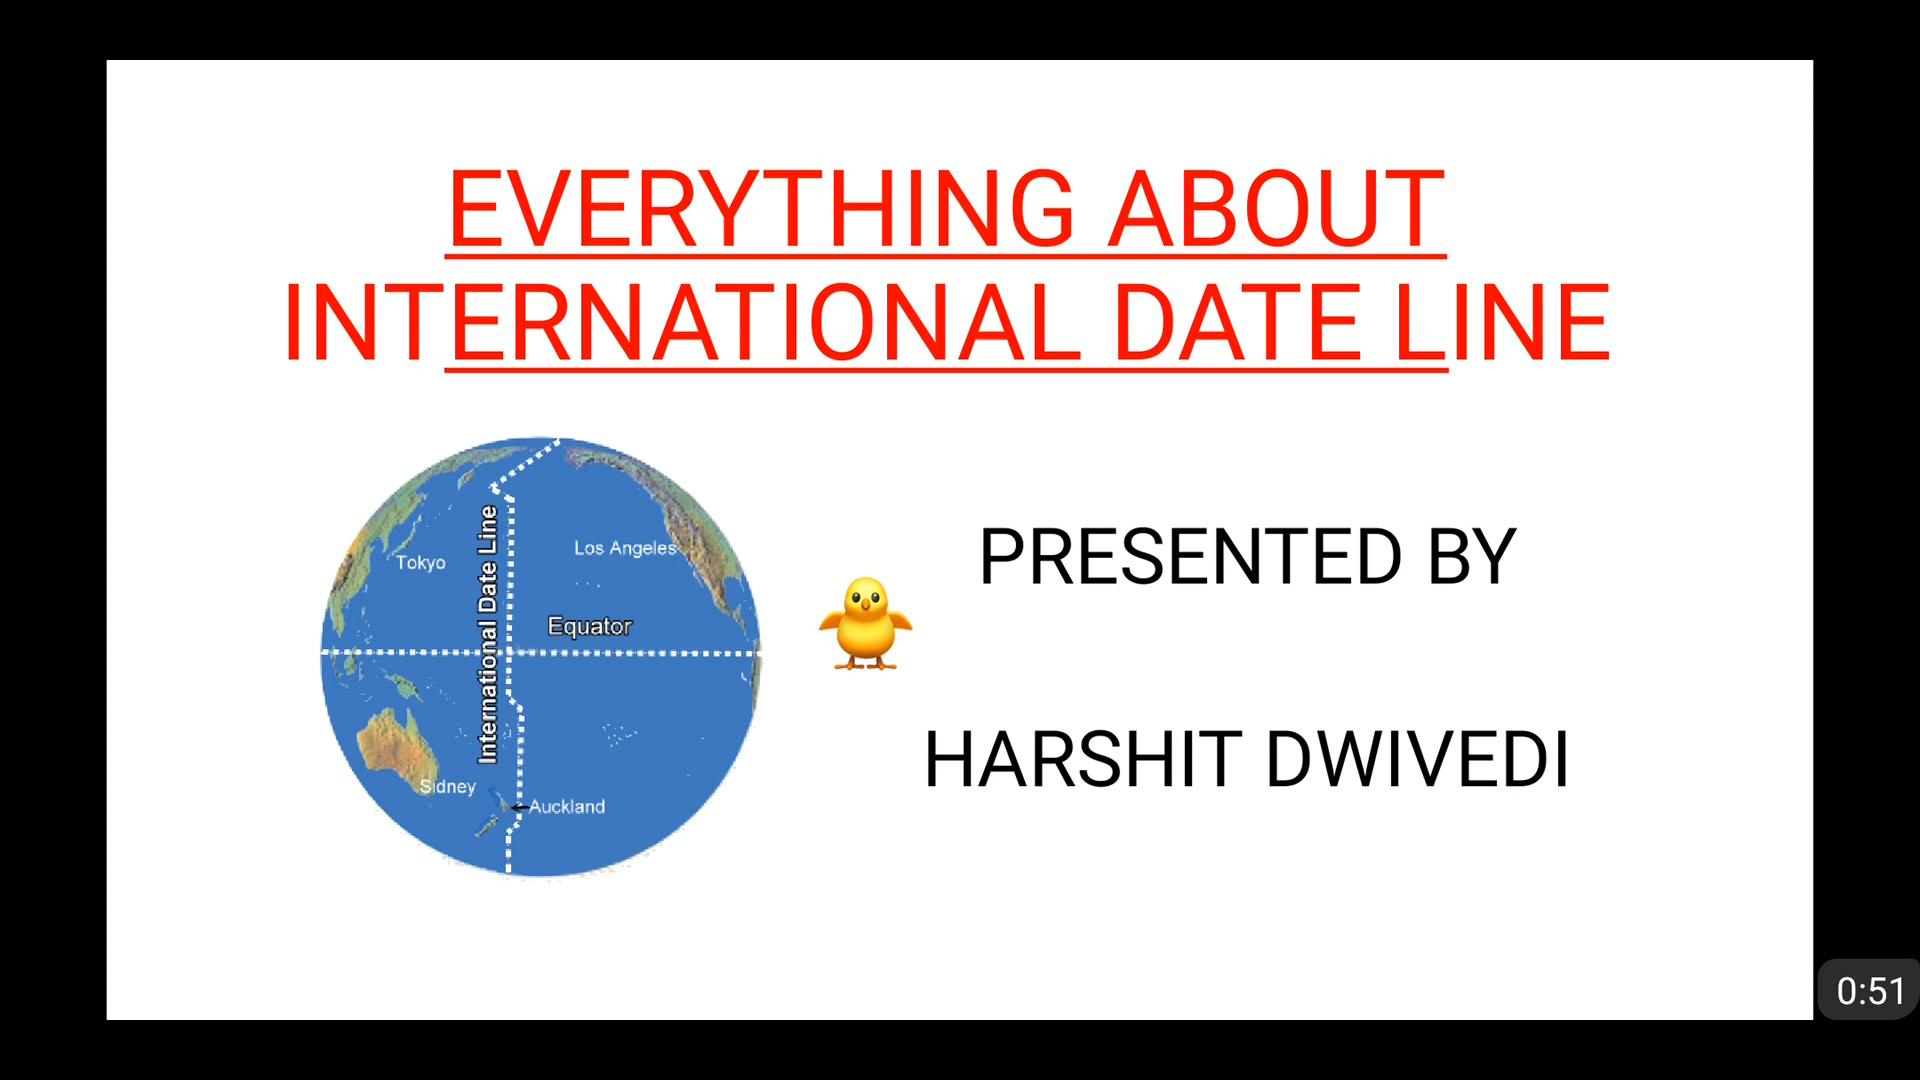 EVERYTHING ABOUT
INTERNATIONAL DATE LINE
International Date Line
Tokyo
Los Angeles
Equator
Sidney
Auckland
PRESENTED BY
HARSHIT DWIVEDI
0:51